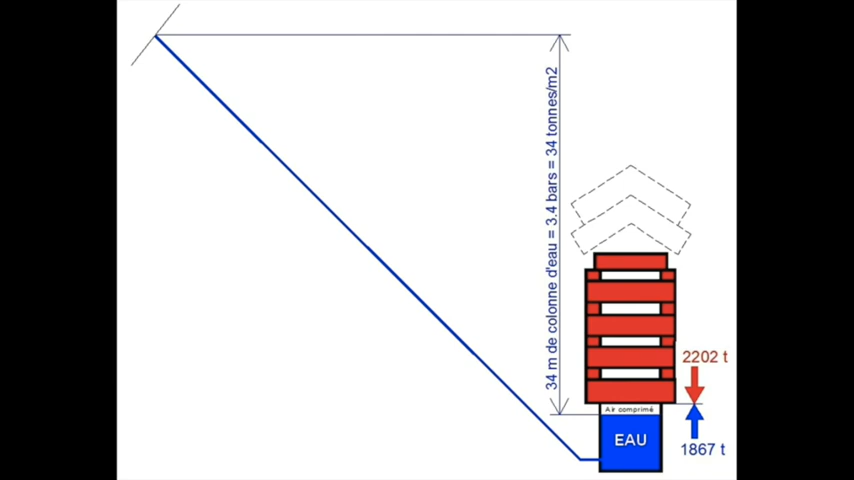 34 m de colonne d'eau = 3.4 bars = 34 tonnes/m2
2202 t
Air comprimé
EAU
1867 t